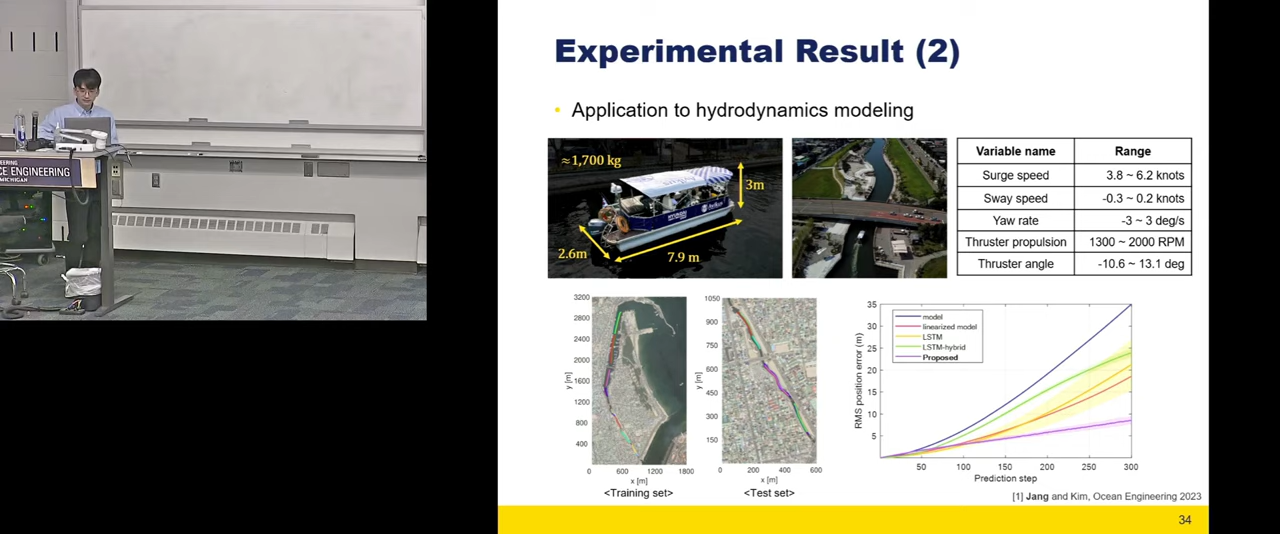 ERING
CE ENGINEERING
MICHIGAN
Experimental Result (2)
• Application to hydrodynamics modeling
≈1,700 kg
3m
2.6m
7.9 m
HYUNDAI
Avikus
Variable name Range
Surge speed 3.8 ~ 6.2 knots
Sway speed -0.3 ~ 0.2 knots
Yaw rate -3 ~ 3 deg/s
Thruster propulsion 1300 ~ 2000 RPM
Thruster angle -10.6 ~ 13.1 deg
3200
2800
2400
2000
1600
1200
800
400
y [m]
0 600 1200 1800
x [m]
<Training set>
1050
900
750
600
450
300
150
y [m]
0 200 400 600
x [m]
<Test set>
35
30
25
20
15
10
5
RMS position error (m)
model
linearized model
LSTM
LSTM-hybrid
Proposed
50 100 150 200 250 300
Prediction step
[1] Jang and Kim, Ocean Engineering 2023
34